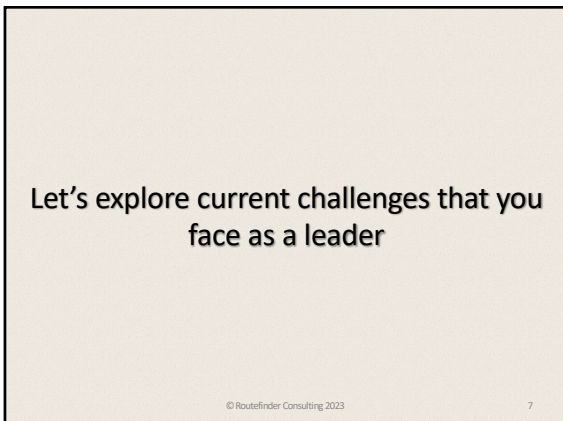 Let’s explore current challenges that you
face as a leader
© Routefinder Consulting 2023
7